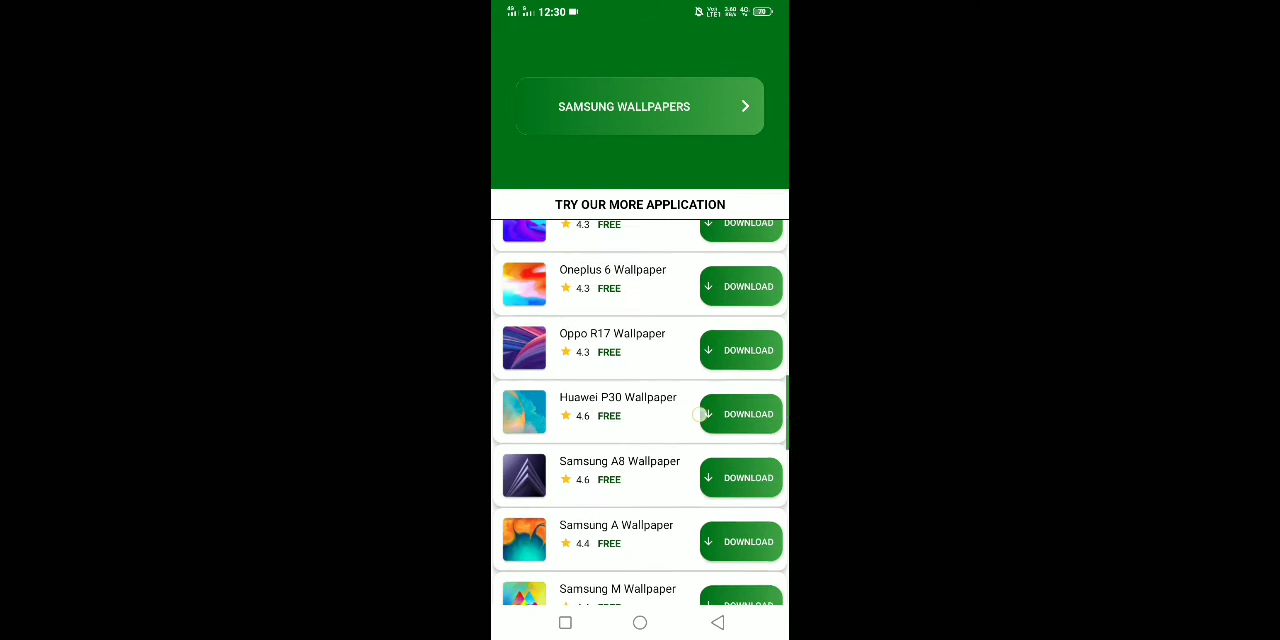 12:30
70
SAMSUNG WALLPAPERS
TRY OUR MORE APPLICATION
4.3 FREE
DOWNLOAD
Oneplus 6 Wallpaper
4.3 FREE
DOWNLOAD
Oppo R17 Wallpaper
4.3 FREE
DOWNLOAD
Huawei P30 Wallpaper
4.6 FREE
DOWNLOAD
Samsung A8 Wallpaper
4.6 FREE
DOWNLOAD
Samsung A Wallpaper
4.4 FREE
DOWNLOAD
Samsung M Wallpaper